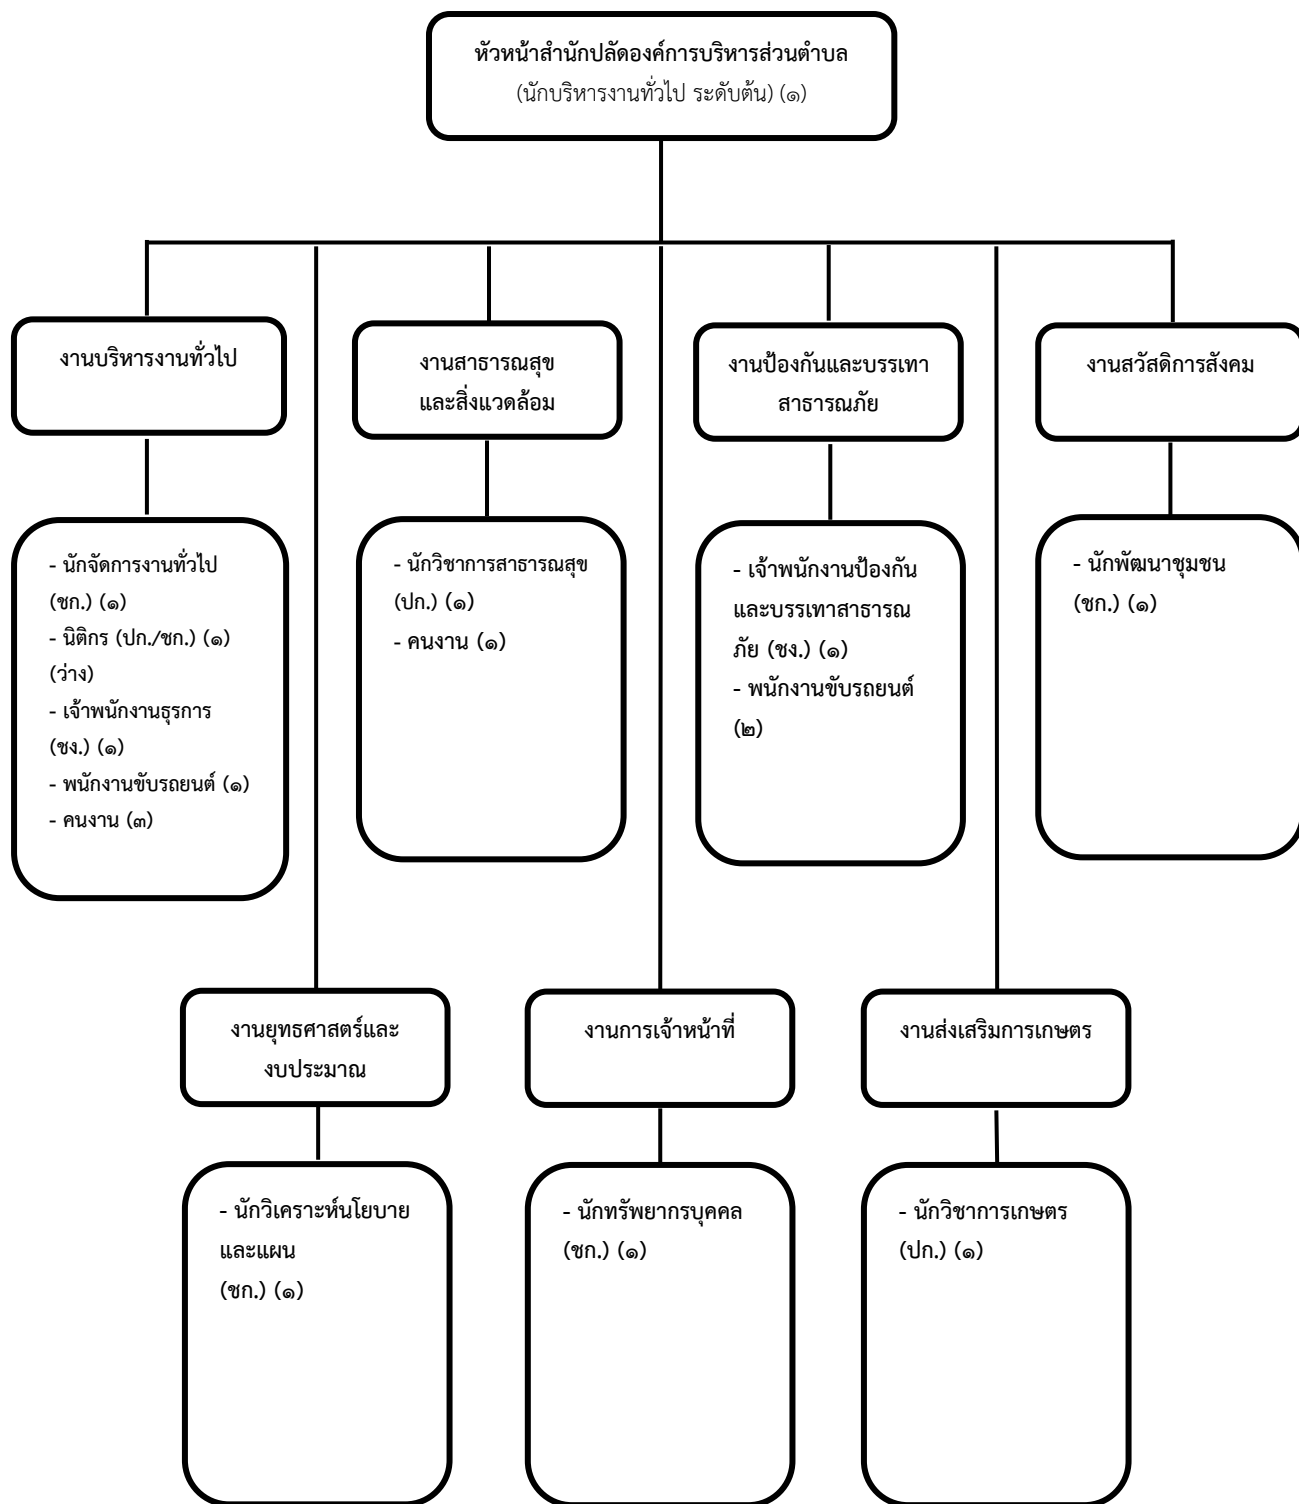 หัวหน้าสำนักปลัดองค์การบริหารส่วนตำบล
(นักบริหารงานทั่วไป ระดับต้น) (๑)
งานบริหารงานทั่วไป
งานสาธารณสุข
และสิ่งแวดล้อม
งานป้องกันและบรรเทา
สาธารณภัย
งานสวัสดิการสังคม
- นักจัดการงานทั่วไป
(ชก.) (๑)
- นิติกร (ปก./ชก.) (๑)
(ว่าง)
- เจ้าพนักงานธุรการ
(ชง.) (๑)
- พนักงานขับรถยนต์ (๑)
- คนงาน (๓)
- นักวิชาการสาธารณสุข
(ปก.) (๑)
- คนงาน (๑)
- เจ้าพนักงานป้องกัน
และบรรเทาสาธารณ
ภัย (ชง.) (๑)
- พนักงานขับรถยนต์
(๒)
- นักพัฒนาชุมชน
(ชก.) (๑)
งานยุทธศาสตร์และ
งบประมาณ
งานการเจ้าหน้าที่
งานส่งเสริมการเกษตร
- นักวิเคราะห์นโยบาย
และแผน
(ชก.) (๑)
- นักทรัพยากรบุคคล
(ชก.) (๑)
- นักวิชาการเกษตร
(ปก.) (๑)